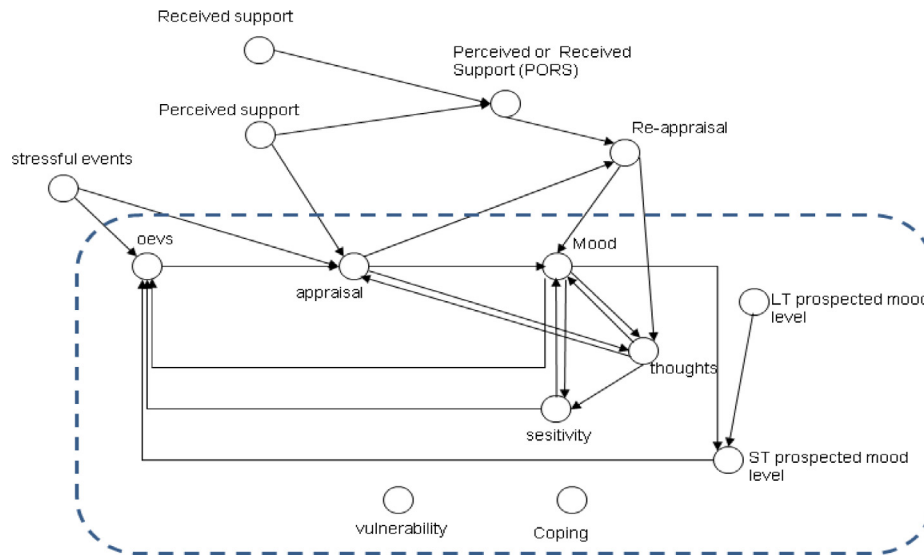 Received support
Perceived or Received
Support (PORS)
Perceived support
Re-appraisal
stressful events
oevs
Mood
appraisal
LT prospected mood
level
thoughts
sesitivity
ST prospected mood
level
vulnerability
Coping